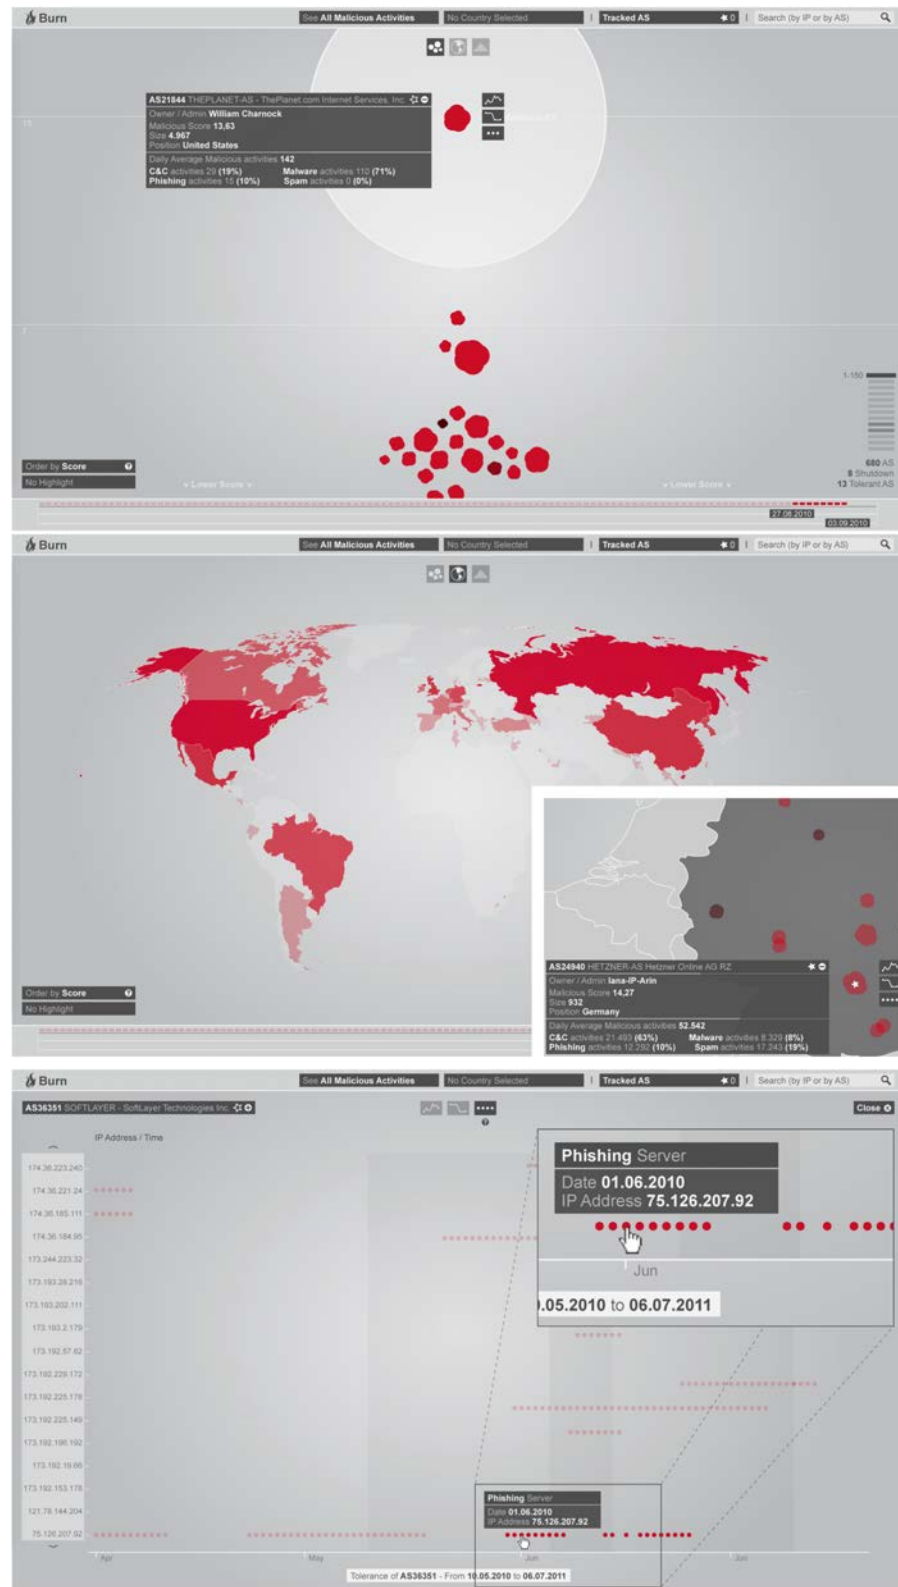 Burn
See All Malicious Activities
No Country Selected
Tracked AS
0
Search (by IP or by AS)
15
AS21844 THEPLANET-AS - ThePlanet.com Internet Services, Inc.
Owner / Admin William Charnock
Malicious Score 13,63
Size 4.967
Position United States
Daily Average Malicious activities 142
C&C activities 29 (19%) Malware activities 110 (71%)
Phishing activities 15 (10%) Spam activities 0 (0%)
7
1-150
Order by Score
No Highlight
Lower Score
Lower Score
680 AS
8 Shutdown
13 Tolerant AS
27.08.2010
03.09.2010
Burn
See All Malicious Activities
No Country Selected
Tracked AS
0
Search (by IP or by AS)
Order by Score
No Highlight
AS24940 HETZNER-AS Hetzner Online AG RZ
Owner / Admin Iana-IP-Arin
Malicious Score 14,27
Size 932
Position Germany
Daily Average Malicious activities 52.542
C&C activities 21.493 (63%) Malware activities 8.329 (8%)
Phishing activities 12.292 (10%) Spam activities 17.243 (19%)
Burn
See All Malicious Activities
No Country Selected
Tracked AS
0
Search (by IP or by AS)
AS36351 SOFTLAYER - SoftLayer Technologies Inc.
Close
IP Address / Time
174.36.223.240
174.36.221.24
174.36.185.111
174.36.184.95
173.244.223.32
173.193.28.218
173.193.202.111
173.193.2.179
173.192.57.62
173.192.229.172
173.192.225.178
173.192.225.149
173.192.196.192
173.192.19.66
173.192.153.178
121.78.144.204
75.126.207.92
Phishing Server
Date 01.06.2010
IP Address 75.126.207.92
Jun
.05.2010 to 06.07.2011
Phishing Server
Date 01.06.2010
IP Address 75.126.207.92
Apr
May
Jun
Jun
Tolerance of AS36351 - From 10.05.2010 to 06.07.2011